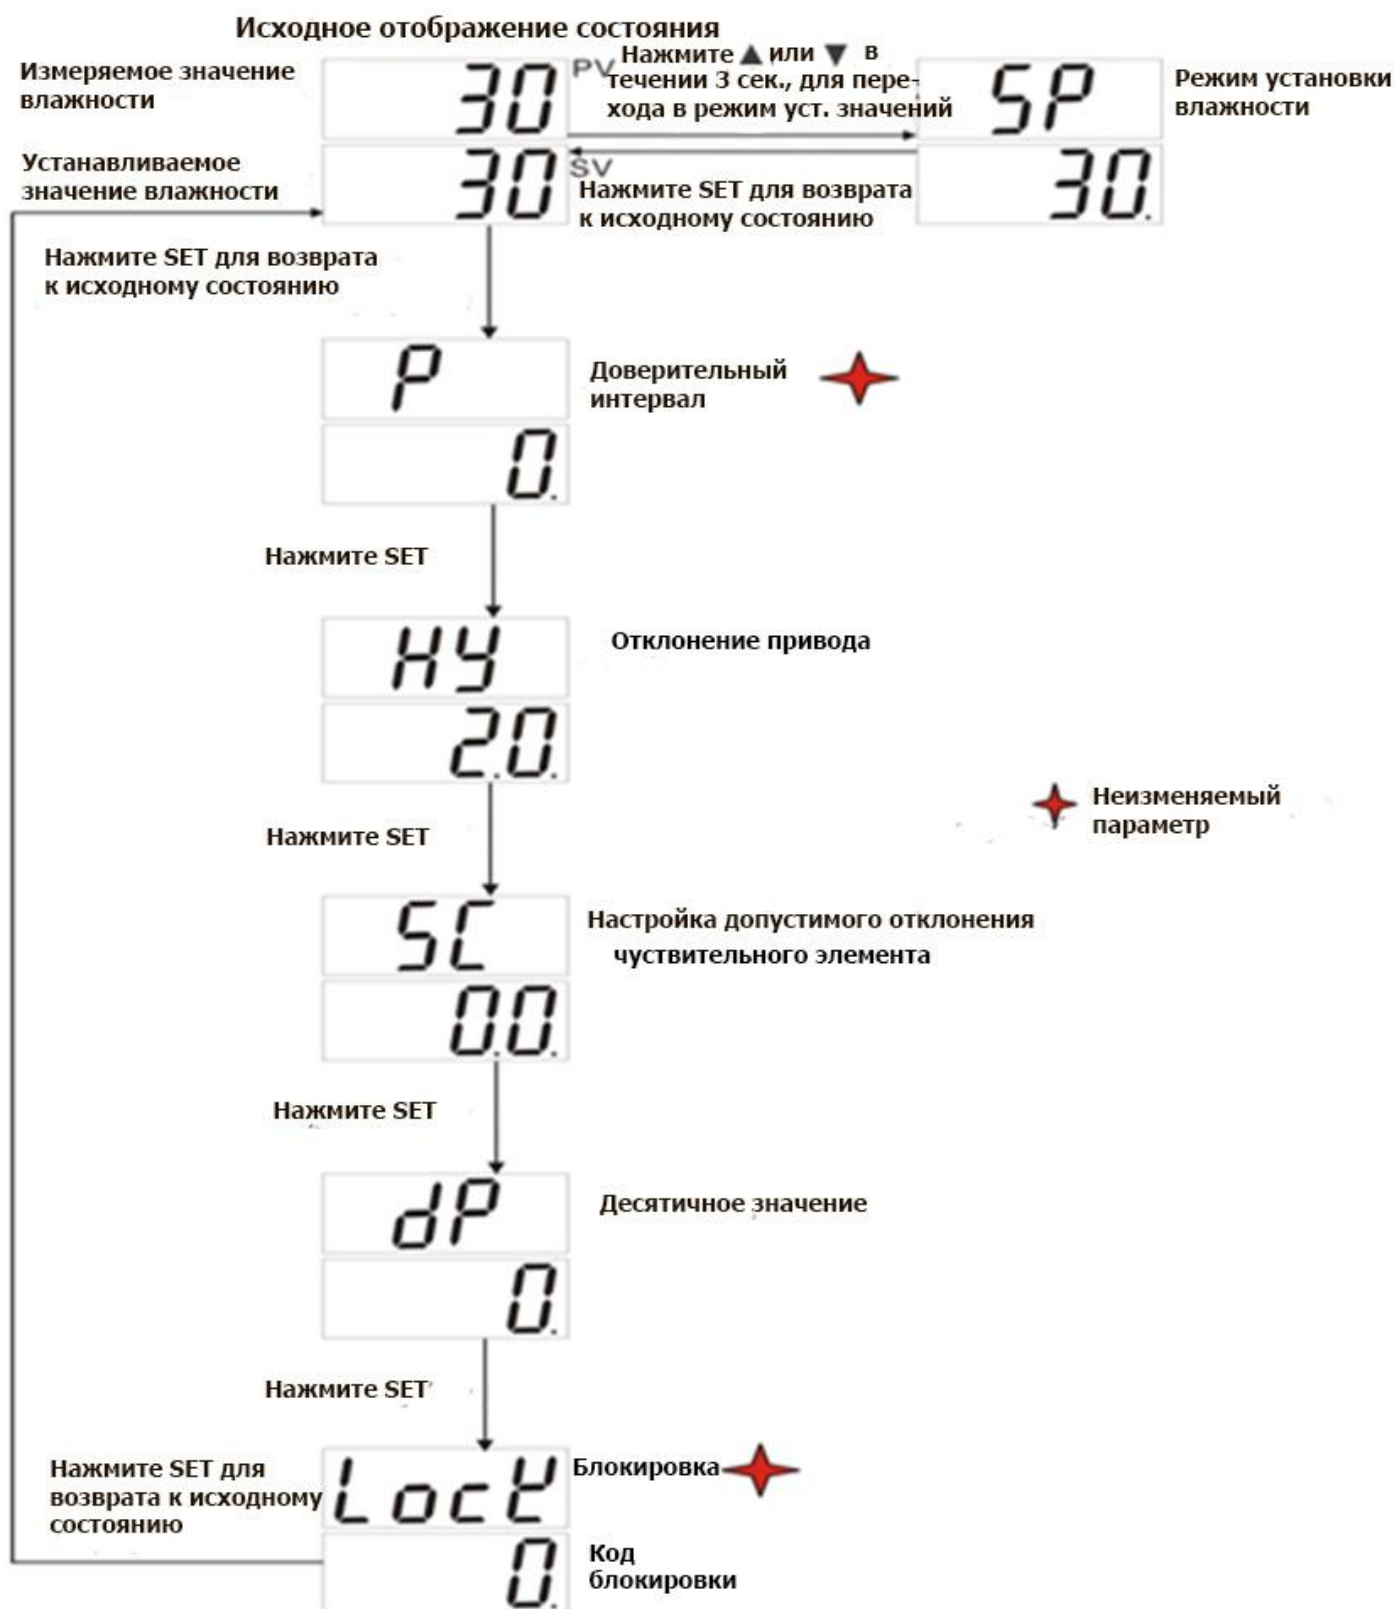 Исходное отображение состояния
Измеряемое значение
влажности
30
PV
Нажмите ▲ или ▼ в
течении 3 сек., для пере-
хода в режим уст. значений
SP
Режим установки
влажности
Устанавливаемое
значение влажности
30
SV
Нажмите SET для возврата
к исходному состоянию
30.
Нажмите SET для возврата
к исходному состоянию
P
Доверительный
интервал
0.
Нажмите SET
HY
Отклонение привода
2.0.
Неизменяемый
параметр
Нажмите SET
SC
Настройка допустимого отклонения
чуствительного элемента
0.0.
Нажмите SET
dP
Десятичное значение
0.
Нажмите SET
Нажмите SET для
возврата к исходному
состоянию
LocK
Блокировка
0.
Код
блокировки